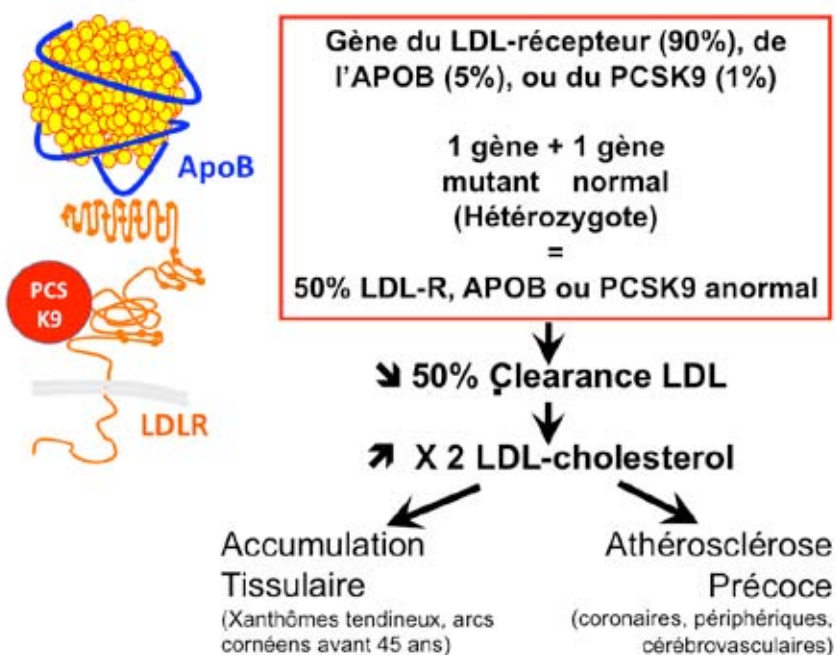 ApoB
PCS
K9
LDLR
Gène du LDL-récepteur (90%), de
l'APOB (5%), ou du PCSK9 (1%)
1 gène + 1 gène
mutant normal
(Hétérozygote)
=
50% LDL-R, APOB ou PCSK9 anormal
➘ 50% Clearance LDL
➚ X 2 LDL-cholesterol
Accumulation
Tissulaire
(Xanthômes tendineux, arcs
cornéens avant 45 ans)
Athérosclérose
Précoce
(coronaires, périphériques,
cérébrovasculaires)